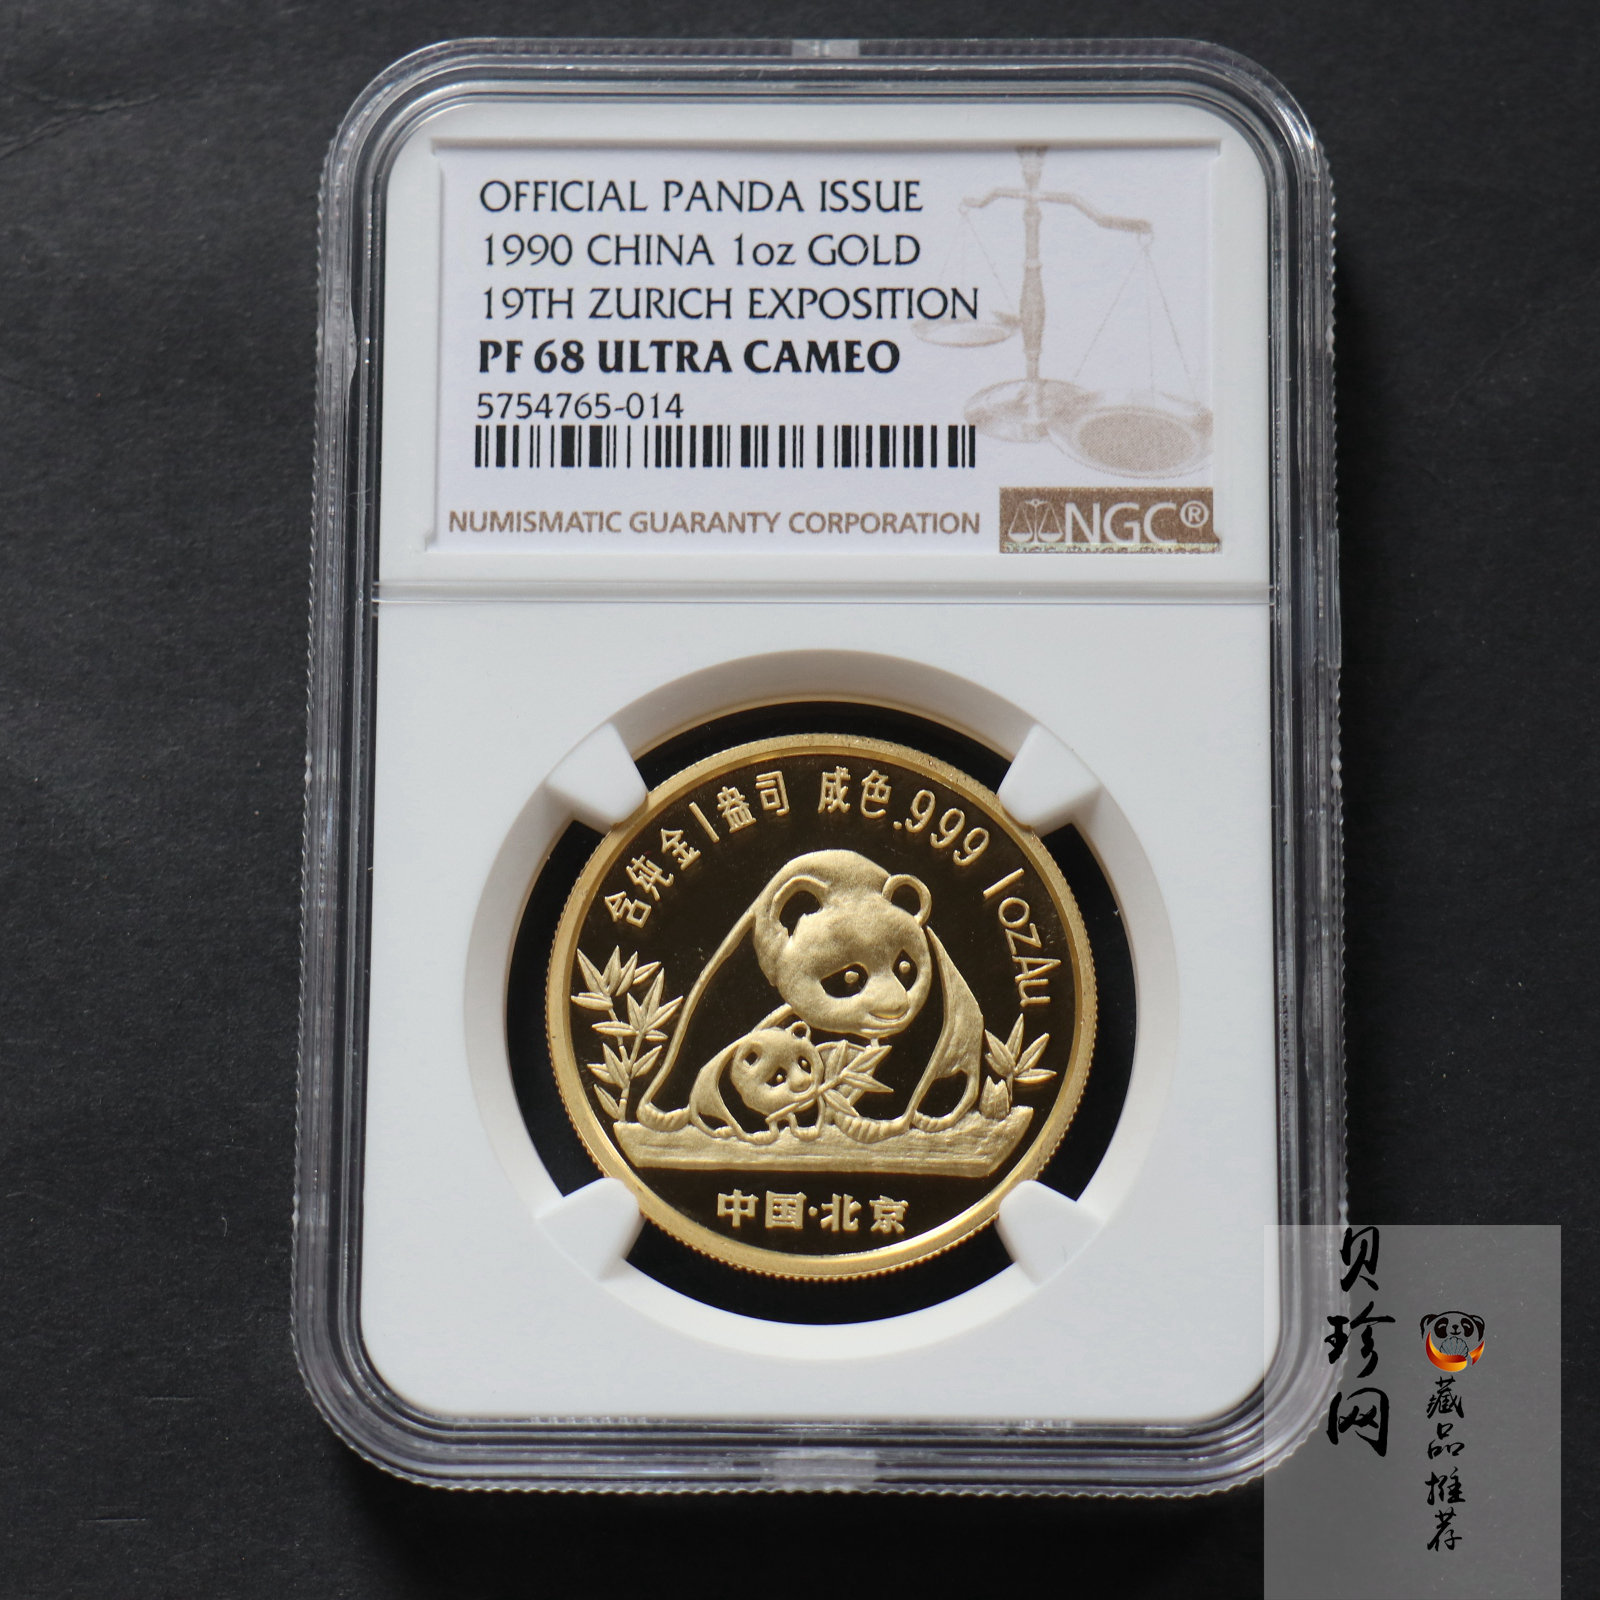 OFFICIAL PANDA ISSUE
1990 CHINA 1oz GOLD
19TH ZURICH EXPOSITION
PF 68 ULTRA CAMEO
5754765-014
NUMISMATIC GUARANTY CORPORATION
NGC®
含纯金1盎司 成色.999 1ozAu
中国·北京
贝珍网
藏品推荐